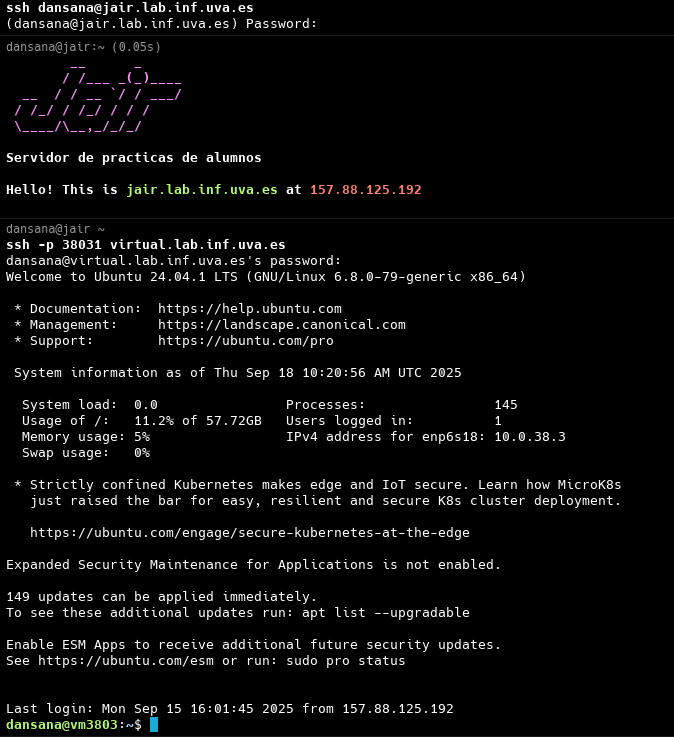 ssh dansana@jair.lab.inf.uva.es
(dansana@jair.lab.inf.uva.es) Password:
dansana@jair:~ (0.05s)
        __      _
       / /___ _(_)____
  __  / / __ `/ / ___/
 / /_/ / /_/ / / /
 \____/\__,_/_/_/
Servidor de practicas de alumnos
Hello! This is jair.lab.inf.uva.es at 157.88.125.192
dansana@jair ~
ssh -p 38031 virtual.lab.inf.uva.es
dansana@virtual.lab.inf.uva.es's password:
Welcome to Ubuntu 24.04.1 LTS (GNU/Linux 6.8.0-79-generic x86_64)
 * Documentation:  https://help.ubuntu.com
 * Management:     https://landscape.canonical.com
 * Support:        https://ubuntu.com/pro
 System information as of Thu Sep 18 10:20:56 AM UTC 2025
  System load:  0.0                Processes:             145
  Usage of /:   11.2% of 57.72GB   Users logged in:       1
  Memory usage: 5%                 IPv4 address for enp6s18: 10.0.38.3
  Swap usage:   0%
 * Strictly confined Kubernetes makes edge and IoT secure. Learn how MicroK8s
   just raised the bar for easy, resilient and secure K8s cluster deployment.
   https://ubuntu.com/engage/secure-kubernetes-at-the-edge
Expanded Security Maintenance for Applications is not enabled.
149 updates can be applied immediately.
To see these additional updates run: apt list --upgradable
Enable ESM Apps to receive additional future security updates.
See https://ubuntu.com/esm or run: sudo pro status
Last login: Mon Sep 15 16:01:45 2025 from 157.88.125.192
dansana@vm3803:~$